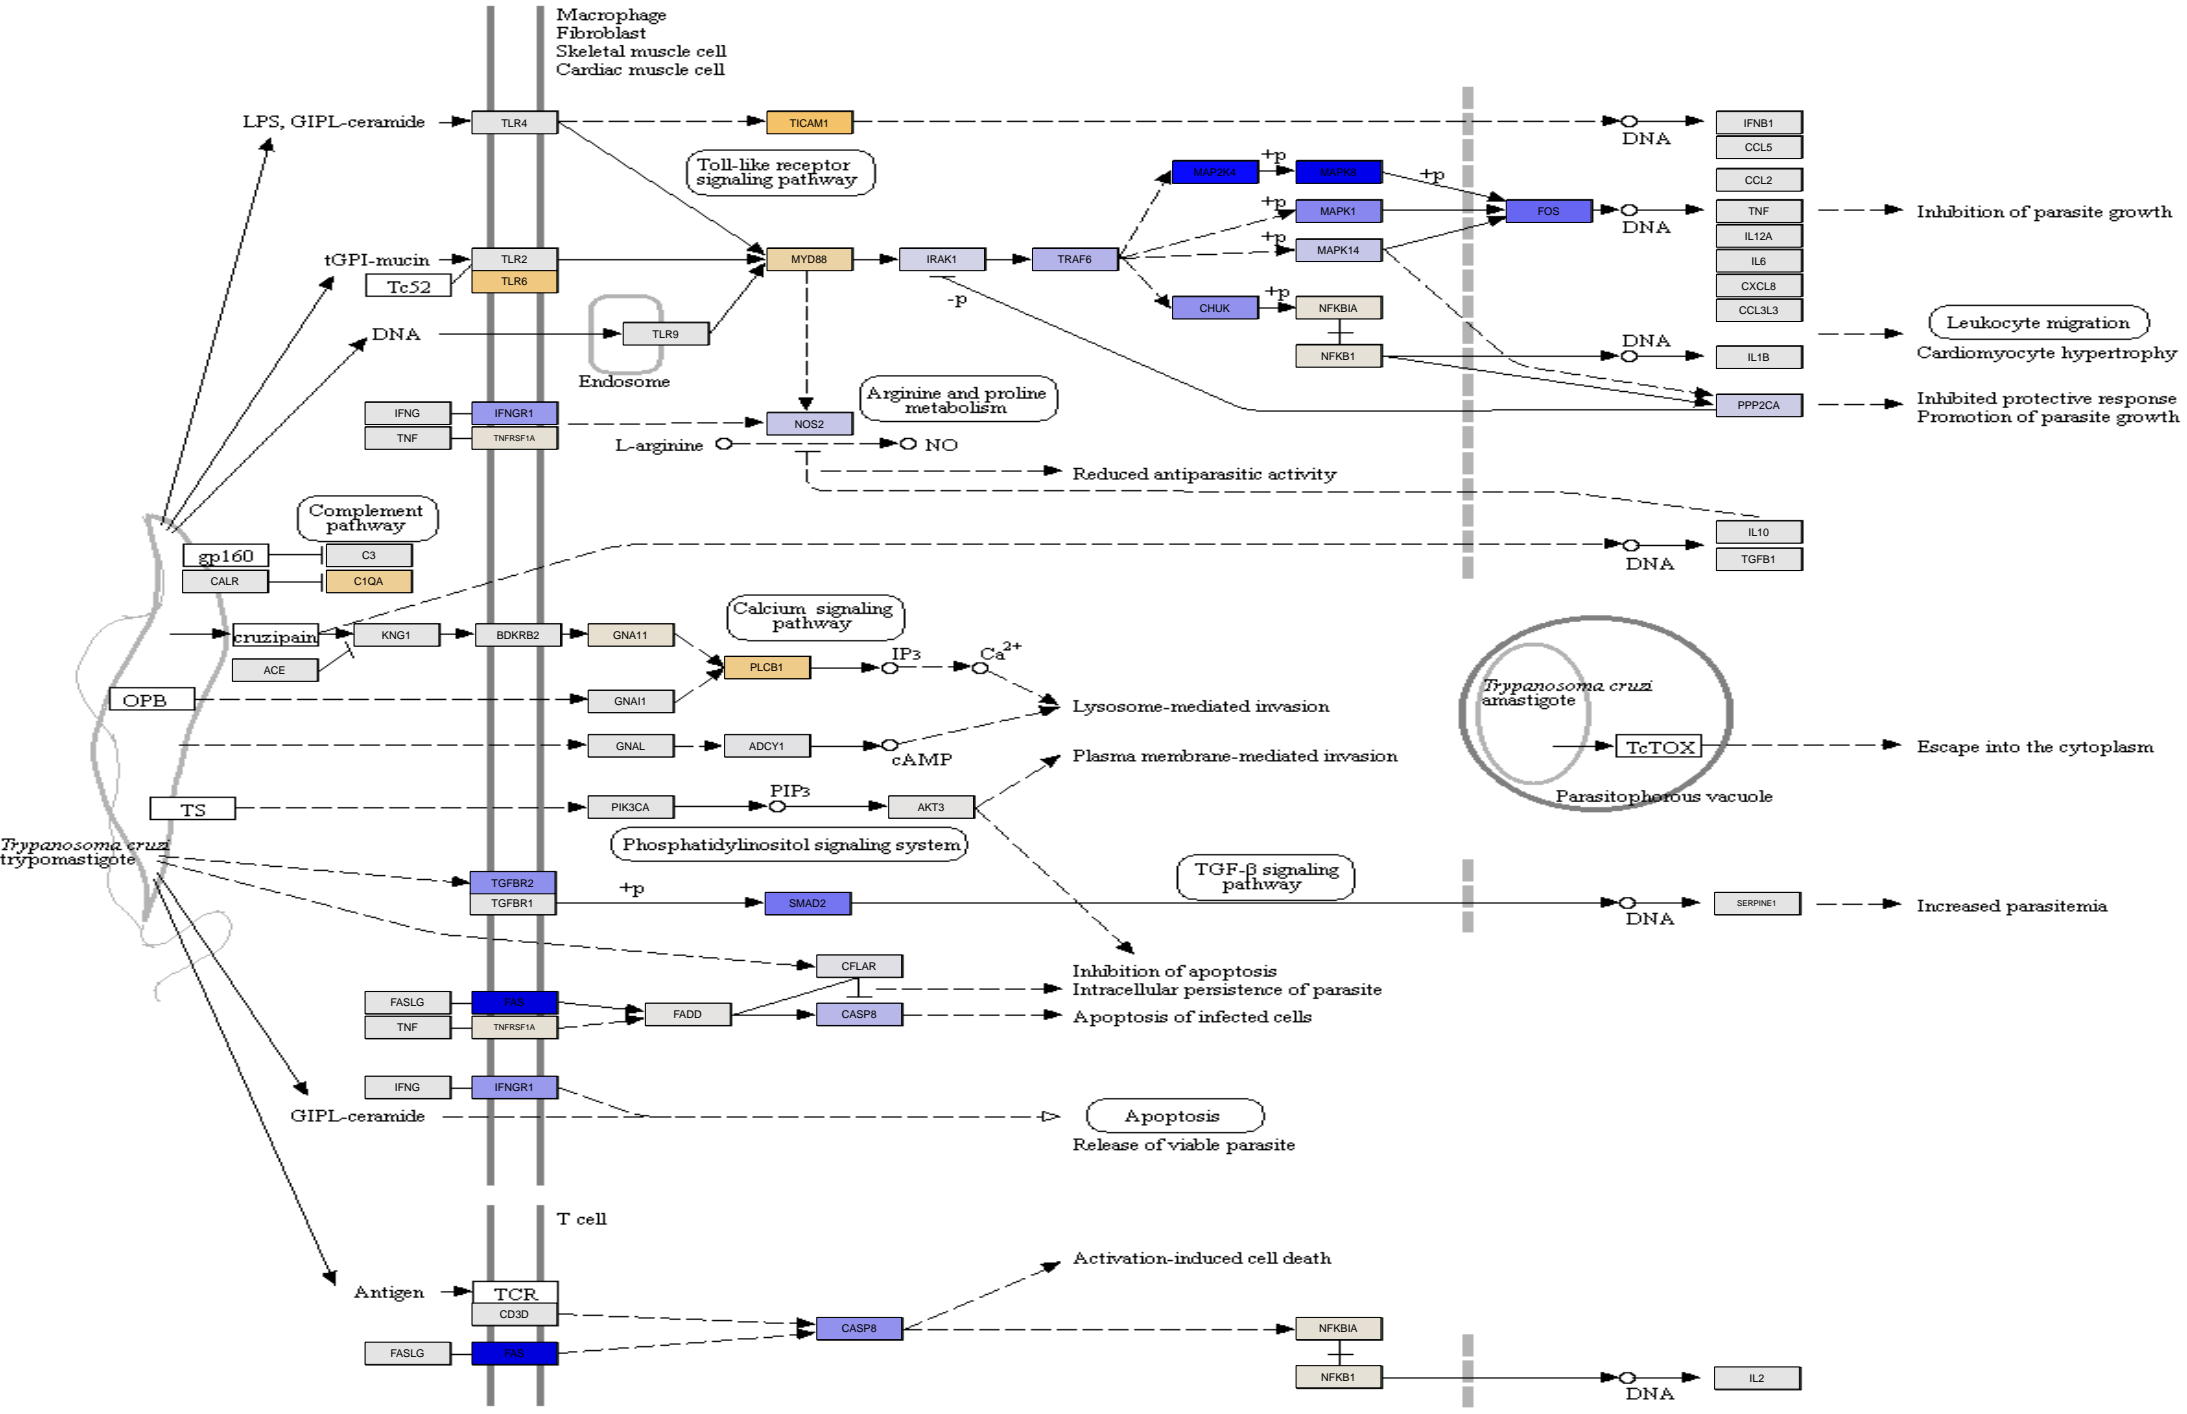 Macrophage
Fibroblast
Skeletal muscle cell
Cardiac muscle cell
LPS, GIPL-ceramide
TLR4
TICAM1
DNA
IFNB1
CCL5
Toll-like receptor
signaling pathway
MAP2K4
+p
MAPK8
+p
CCL2
+p
MAPK1
FOS
DNA
TNF
Inhibition of parasite growth
+p
MAPK14
IL12A
tGPI-mucin
TLR2
MYD88
IRAK1
TRAF6
IL6
Tc52
TLR6
CXCL8
-p
CHUK
+p
NFKBIA
CCL3L3
DNA
TLR9
Endosome
Leukocyte migration
Cardiomyocyte hypertrophy
NFKB1
DNA
IL1B
Arginine and proline
metabolism
PPP2CA
Inhibited protective response
Promotion of parasite growth
IFNG
IFNGR1
TNF
TNFRSF1A
NOS2
L-arginine
NO
Reduced antiparasitic activity
Complement
pathway
gp160
C3
CALR
C1QA
DNA
IL10
TGFB1
Calcium signaling
pathway
cruzipain
KNG1
BDKRB2
GNA11
ACE
PLCB1
IP3
Ca2+
OPB
GNAI1
Lysosome-mediated invasion
Trypanosoma cruzi
amastigote
GNAL
ADCY1
cAMP
Plasma membrane-mediated invasion
TcTOX
Escape into the cytoplasm
Parasitophorous vacuole
TS
PIK3CA
PIP3
AKT3
Phosphatidylinositol signaling system
Trypanosoma cruzi
trypomastigote
TGF-β signaling
pathway
TGFBR2
TGFBR1
+p
SMAD2
DNA
SERPINE1
Increased parasitemia
CFLAR
Inhibition of apoptosis
Intracellular persistence of parasite
FASLG
FAS
FADD
CASP8
Apoptosis of infected cells
TNF
TNFRSF1A
IFNG
IFNGR1
GIPL-ceramide
Apoptosis
Release of viable parasite
T cell
Activation-induced cell death
Antigen
TCR
CD3D
CASP8
NFKBIA
FASLG
FAS
NFKB1
DNA
IL2